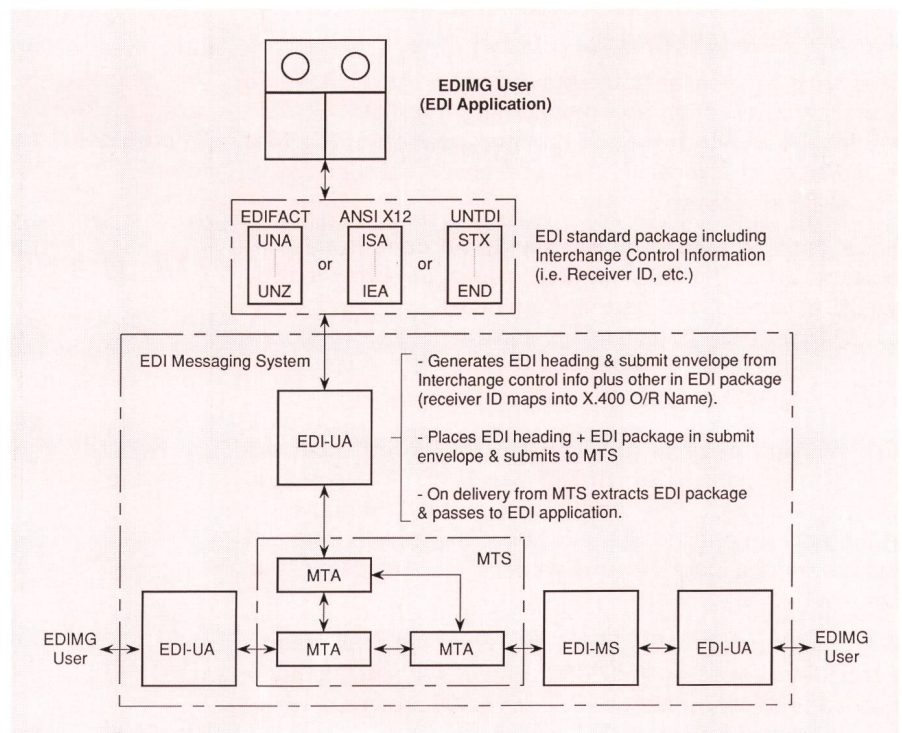 EDIMG User
(EDI Application)
EDIFACT ANSI X12 UNTDI
UNA ISA STX
or or
UNZ IEA END
EDI standard package including
Interchange Control Information
(i.e. Receiver ID, etc.)
EDI Messaging System
- Generates EDI heading & submit envelope from
Interchange control info plus other in EDI package
(receiver ID maps into X.400 O/R Name).
EDI-UA
- Places EDI heading + EDI package in submit
envelope & submits to MTS
- On delivery from MTS extracts EDI package
& passes to EDI application.
MTS
MTA
EDIMG
User
EDI-UA
MTA
MTA
EDI-MS
EDI-UA
EDIMG
User